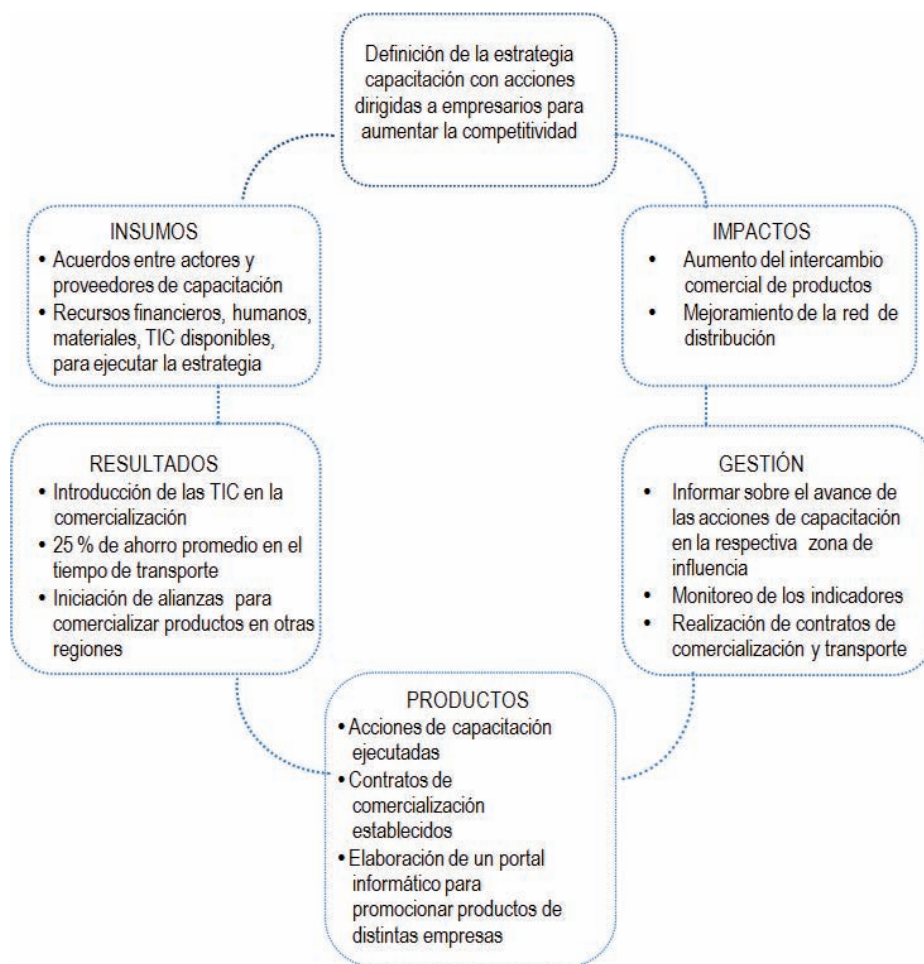 Definición de la estrategia
capacitación con acciones
dirigidas a empresarios para
aumentar la competitividad
INSUMOS
• Acuerdos entre actores y
proveedores de capacitación
• Recursos financieros, humanos,
materiales, TIC disponibles,
para ejecutar la estrategia
IMPACTOS
• Aumento del intercambio
comercial de productos
• Mejoramiento de la red de
distribución
RESULTADOS
• Introducción de las TIC en la
comercialización
• 25 % de ahorro promedio en el
tiempo de transporte
• Iniciación de alianzas para
comercializar productos en otras
regiones
GESTIÓN
• Informar sobre el avance de
las acciones de capacitación
en la respectiva zona de
influencia
• Monitoreo de los indicadores
• Realización de contratos de
comercialización y transporte
PRODUCTOS
• Acciones de capacitación
ejecutadas
• Contratos de
comercialización
establecidos
• Elaboración de un portal
informático para
promocionar productos de
distintas empresas